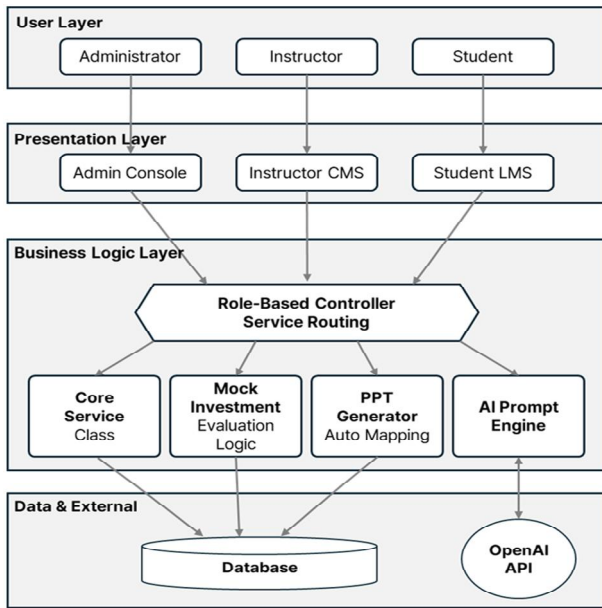 User Layer
Administrator
Instructor
Student
Presentation Layer
Admin Console
Instructor CMS
Student LMS
Business Logic Layer
Role-Based Controller
Service Routing
Core
Service
Class
Mock
Investment
Evaluation
Logic
PPT
Generator
Auto Mapping
AI Prompt
Engine
Data & External
Database
OpenAI
API